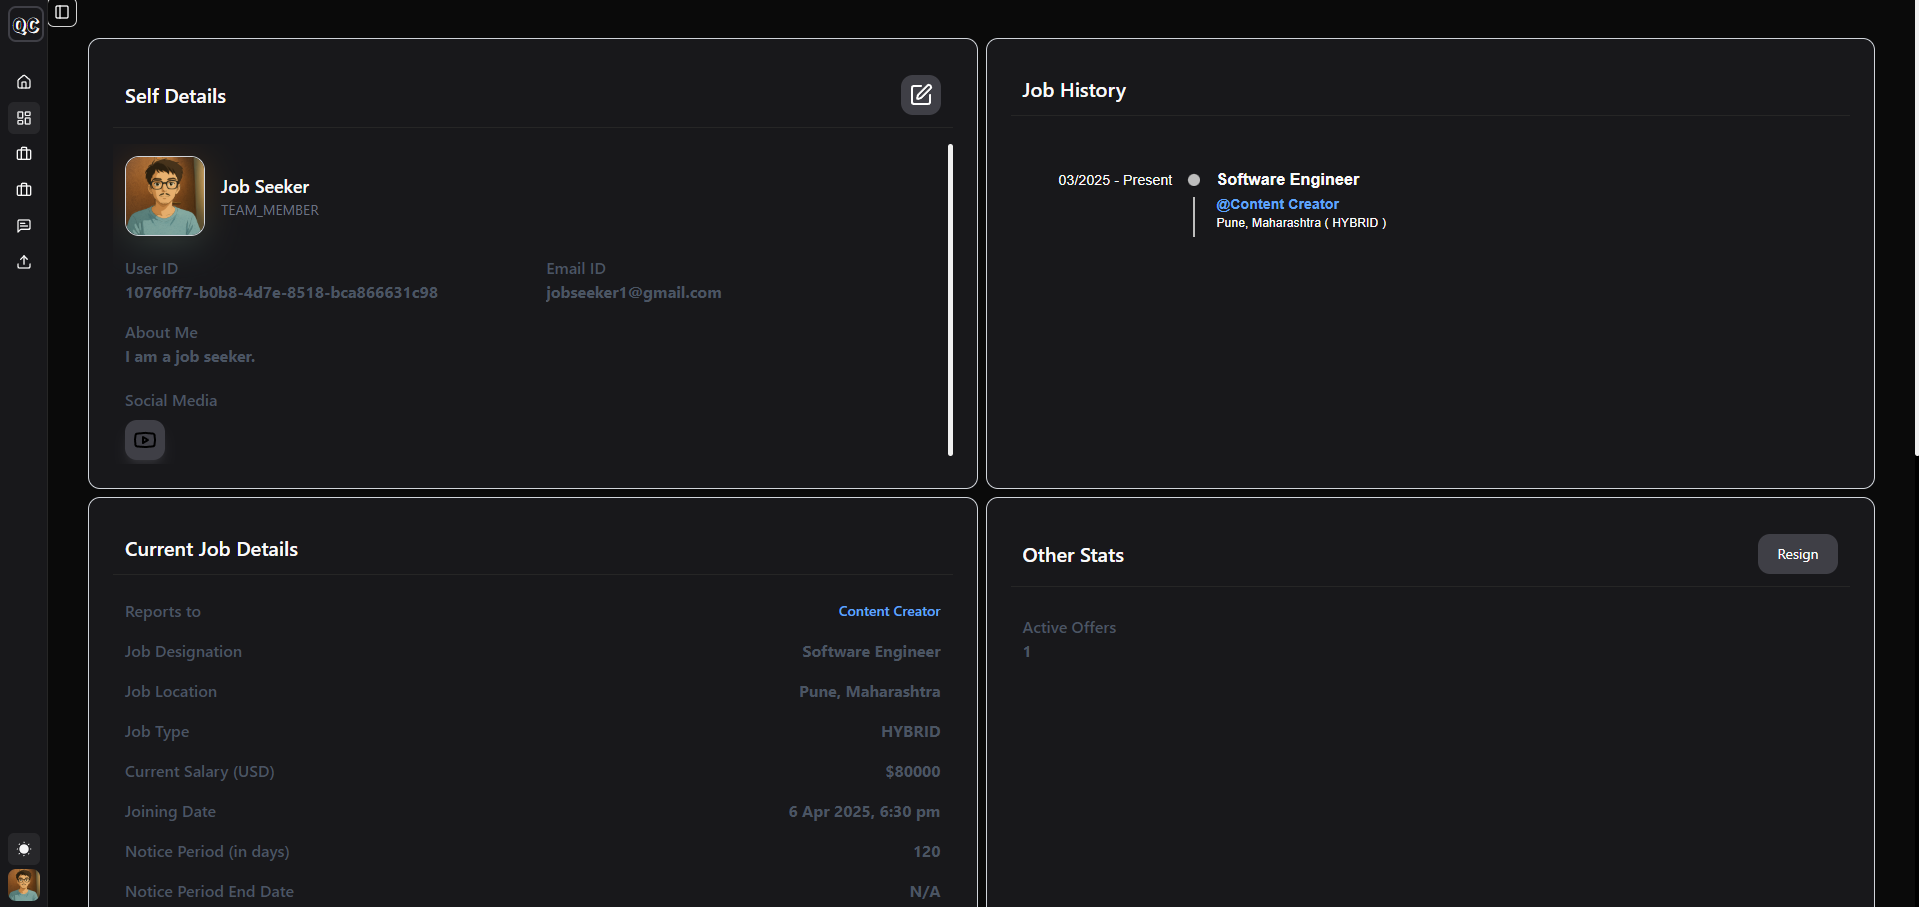 QC
Self Details
Job Seeker
TEAM_MEMBER
User ID
10760ff7-b0b8-4d7e-8518-bca866631c98
Email ID
jobseeker1@gmail.com
About Me
I am a job seeker.
Social Media
Job History
03/2025 - Present
Software Engineer
@Content Creator
Pune, Maharashtra ( HYBRID )
Current Job Details
Reports to Content Creator
Job Designation Software Engineer
Job Location Pune, Maharashtra
Job Type HYBRID
Current Salary (USD) $80000
Joining Date 6 Apr 2025, 6:30 pm
Notice Period (in days) 120
Notice Period End Date N/A
Other Stats
Resign
Active Offers
1